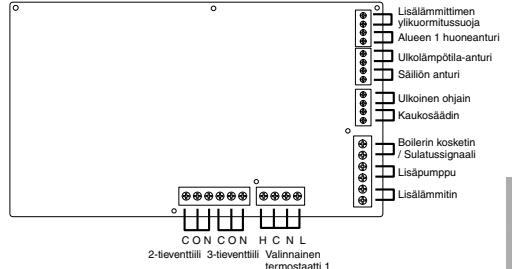 Lisälämmittimen
ylikuormitussuoja
Alueen 1 huoneanturi
Ulkolämpötila-anturi
Säiliön anturi
Ulkoinen ohjain
Kaukosäädin
Boilerin kosketin
/ Sulatussignaali
Lisäpumppu
Lisälämmitin
C O N C O N H C N L
2-tieventtiili 3-tieventtiili Valinnainen
termostaatti 1